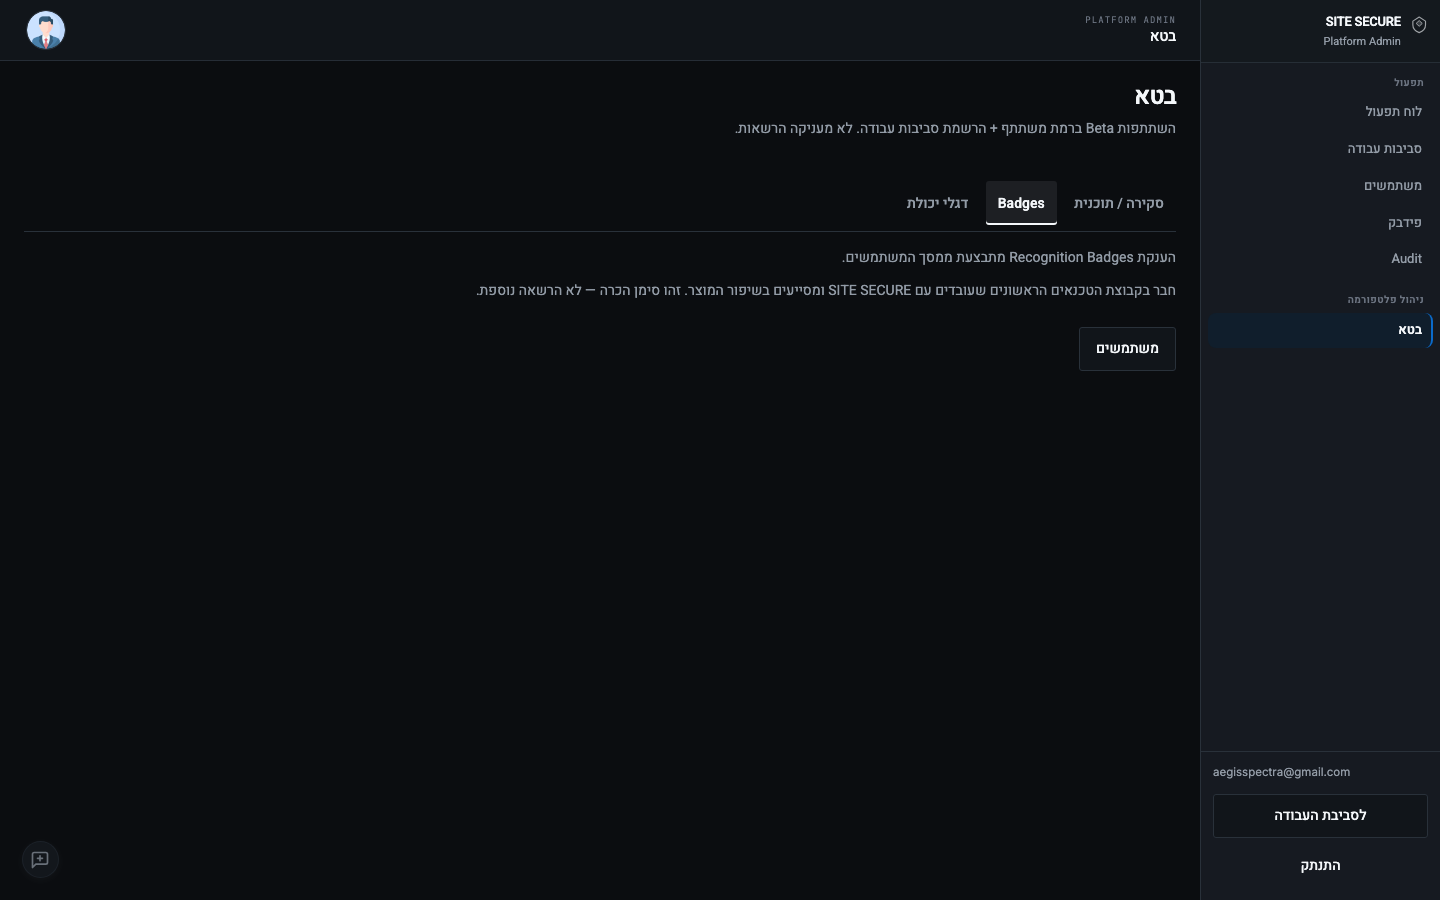 SITE SECURE
Platform Admin
תפעול
לוח תפעול
סביבות עבודה
משתמשים
פידבק
Audit
ניהול פלטפורמה
בטא
aegisspectra@gmail.com
לסביבת העבודה
התנתק
PLATFORM ADMIN
בטא
בטא
השתתפות Beta ברמת משתתף + הרשמת סביבות עבודה. לא מעניקה הרשאות.
סקירה / תוכנית
Badges
דגלי יכולת
הענקת Recognition Badges מתבצעת ממסך המשתמשים.
חבר בקבוצת הטכנאים הראשונים שעובדים עם SITE SECURE ומסייעים בשיפור המוצר. זהו סימן הכרה — לא הרשאה נוספת.
משתמשים